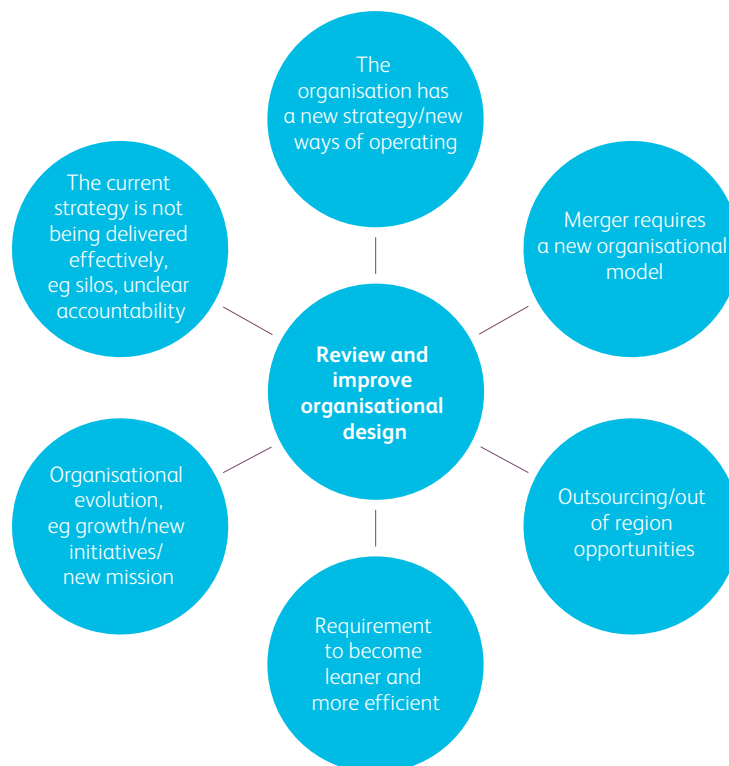 The
organisation has
a new strategy/new
ways of operating
The current
strategy is not
being delivered
effectively,
eg silos, unclear
accountability
Merger requires
a new organisational
model
Review and
improve
organisational
design
Organisational
evolution,
eg growth/new
initiatives/
new mission
Outsourcing/out
of region
opportunities
Requirement
to become
leaner and
more efficient